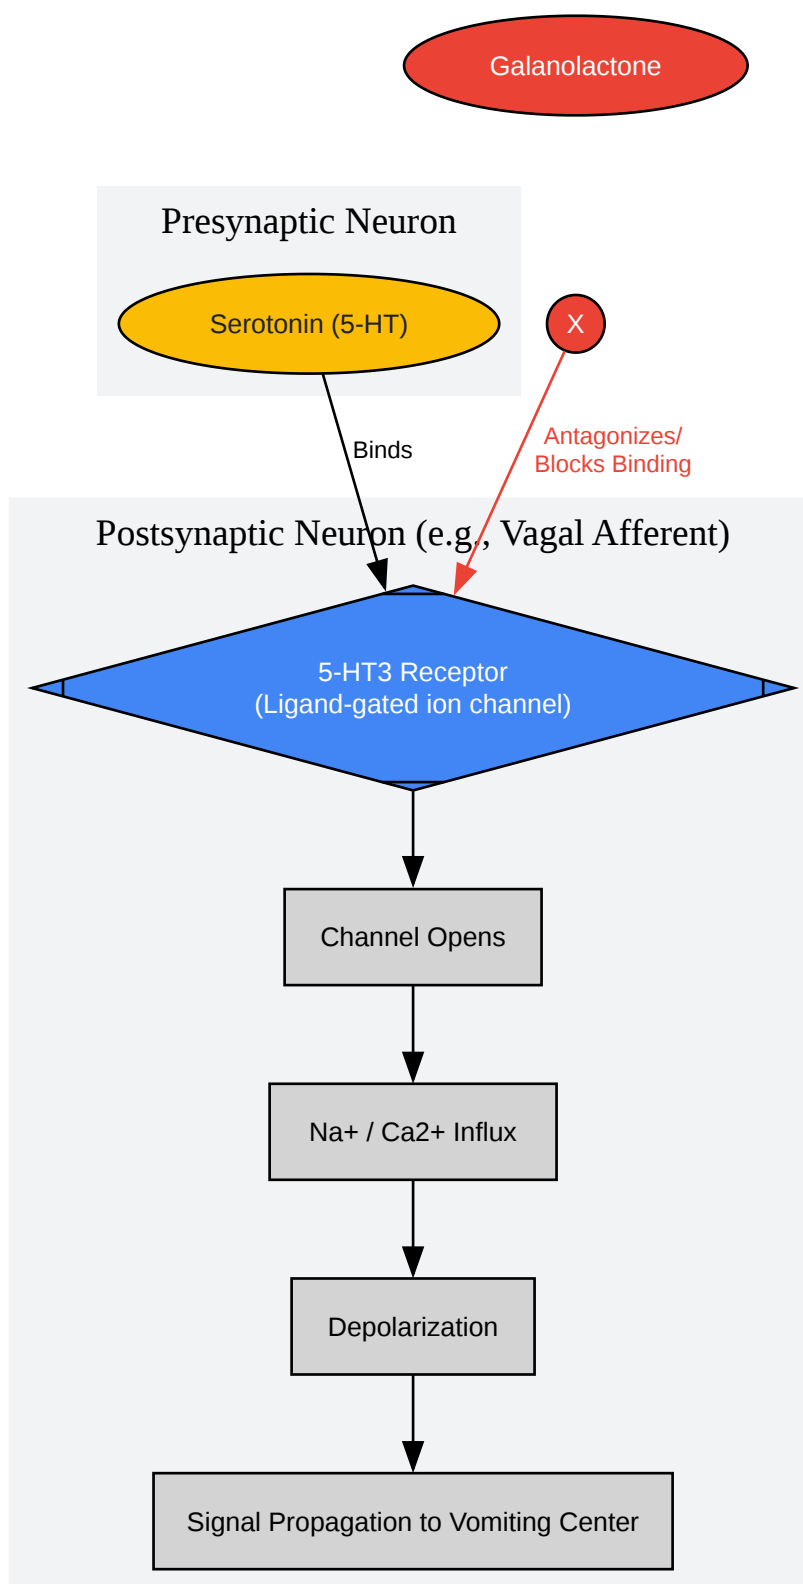 Galanolactone
Presynaptic Neuron
Serotonin (5-HT)
X
Antagonizes/
Blocks Binding
Binds
Postsynaptic Neuron (e.g., Vagal Afferent)
5-HT3 Receptor
(Ligand-gated ion channel)
Channel Opens
Na+ / Ca2+ Influx
Depolarization
Signal Propagation to Vomiting Center